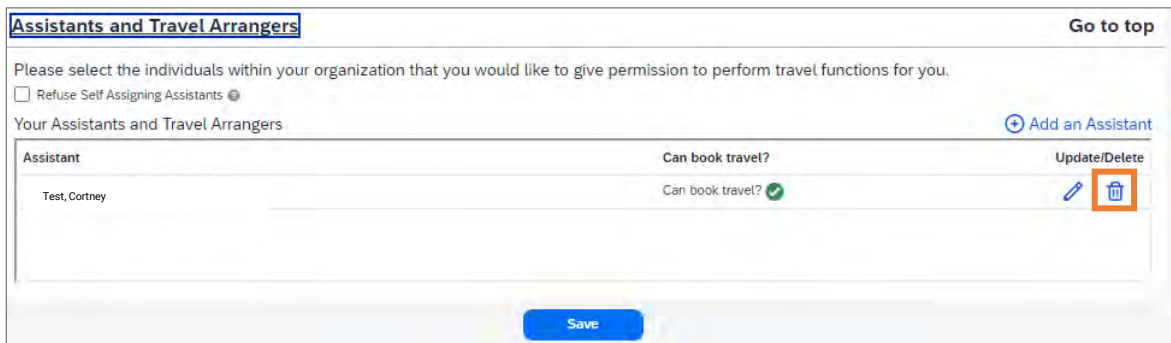 Assistants and Travel Arrangers Go to top
Please select the individuals within your organization that you would like to give permission to perform travel functions for you.
Refuse Self Assigning Assistants
Your Assistants and Travel Arrangers Add an Assistant
Assistant Can book travel? Update/Delete
Test, Cortney Can book travel?
Save